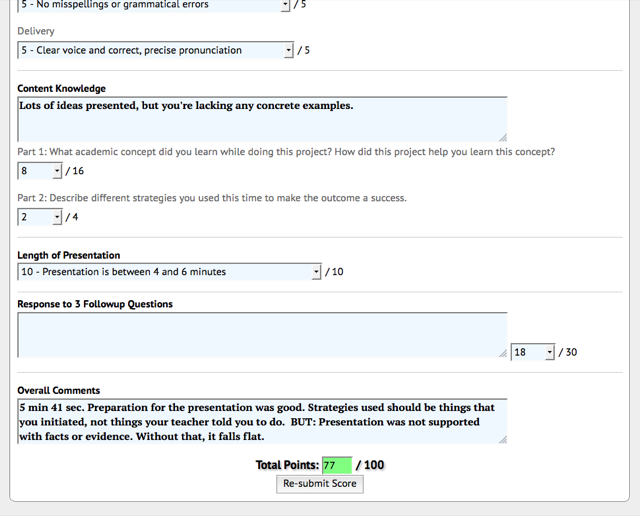 5 - No misspellings or grammatical errors / 5
Delivery
5 - Clear voice and correct, precise pronunciation / 5
Content Knowledge
Lots of ideas presented, but you're lacking any concrete examples.
Part 1: What academic concept did you learn while doing this project? How did this project help you learn this concept?
8 / 16
Part 2: Describe different strategies you used this time to make the outcome a success.
2 / 4
Length of Presentation
10 - Presentation is between 4 and 6 minutes / 10
Response to 3 Followup Questions
18 / 30
Overall Comments
5 min 41 sec. Preparation for the presentation was good. Strategies used should be things that
you initiated, not things your teacher told you to do.  BUT: Presentation was not supported
with facts or evidence. Without that, it falls flat.
Total Points: 77 / 100
Re-submit Score